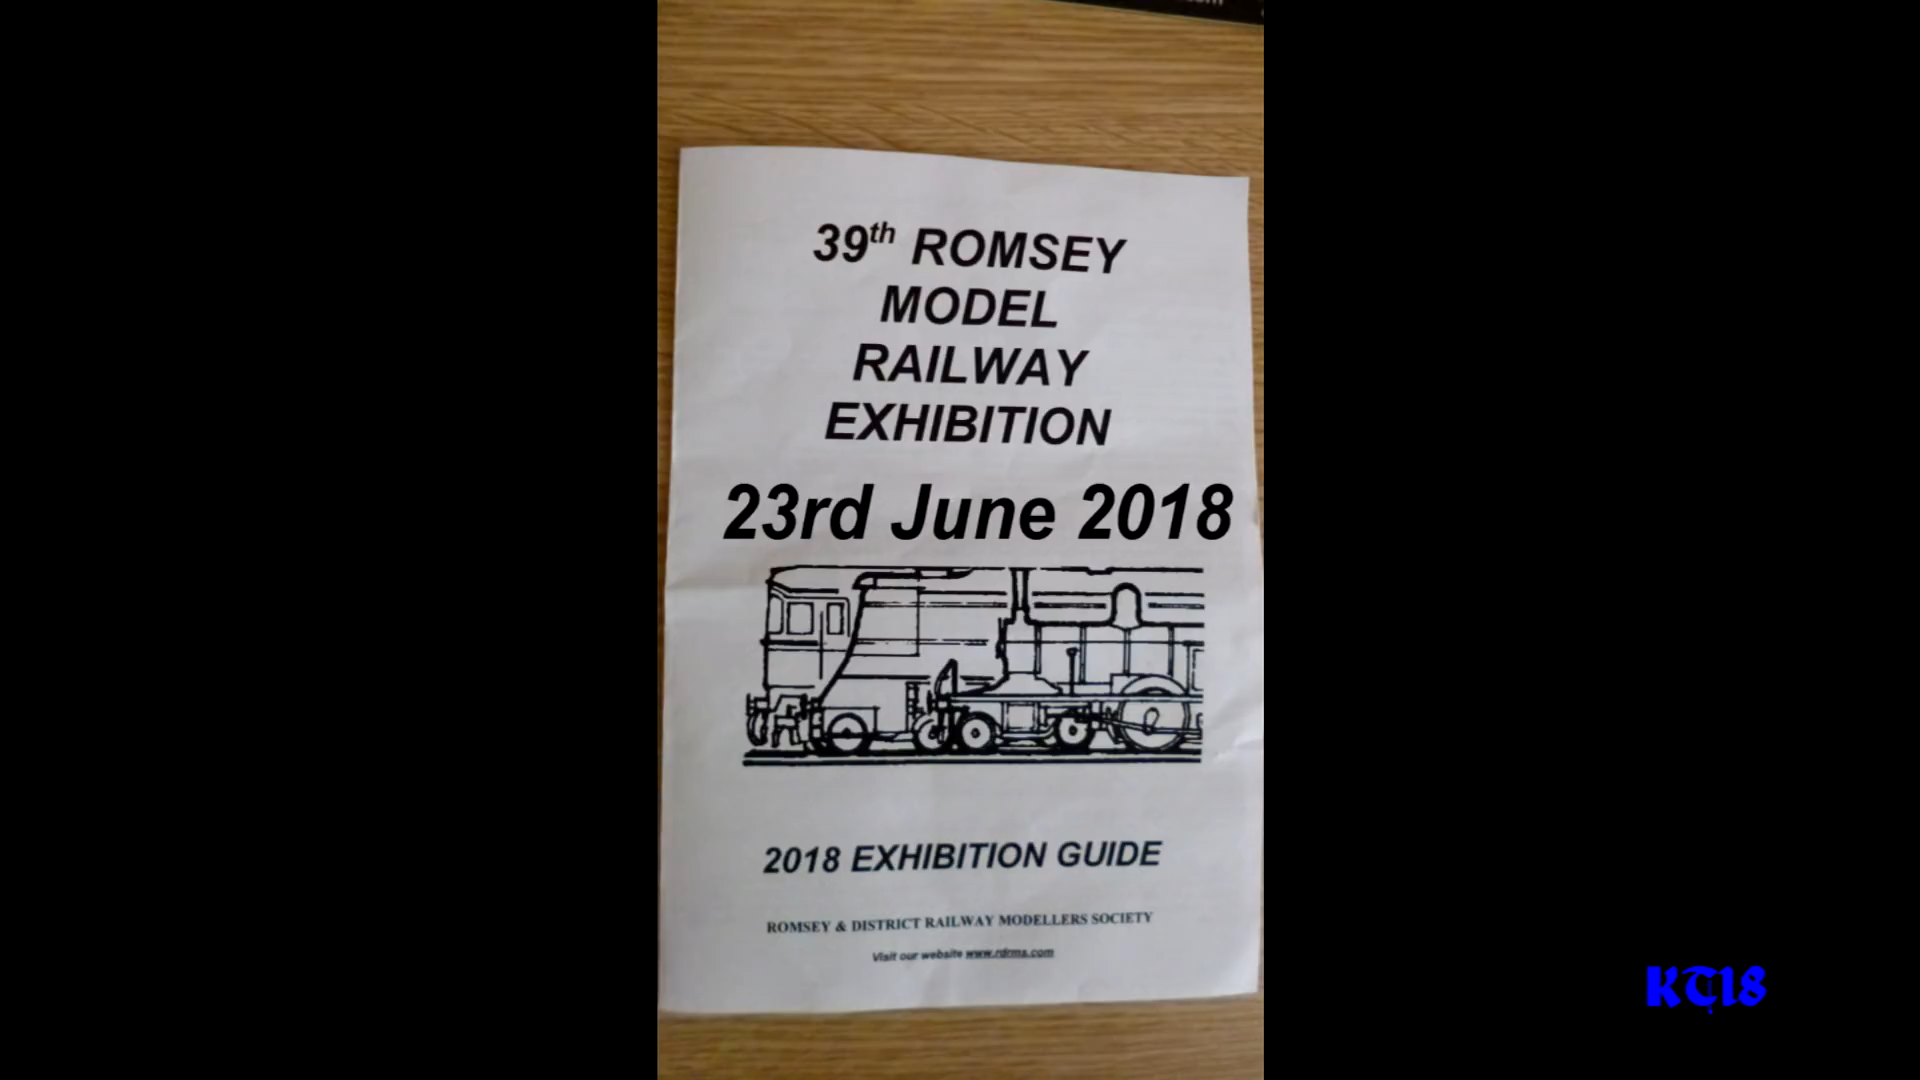 39th ROMSEY
MODEL
RAILWAY
EXHIBITION
23rd June 2018
2018 EXHIBITION GUIDE
ROMSEY & DISTRICT RAILWAY MODELLERS SOCIETY
Visit our website www.rdrms.com
KT18